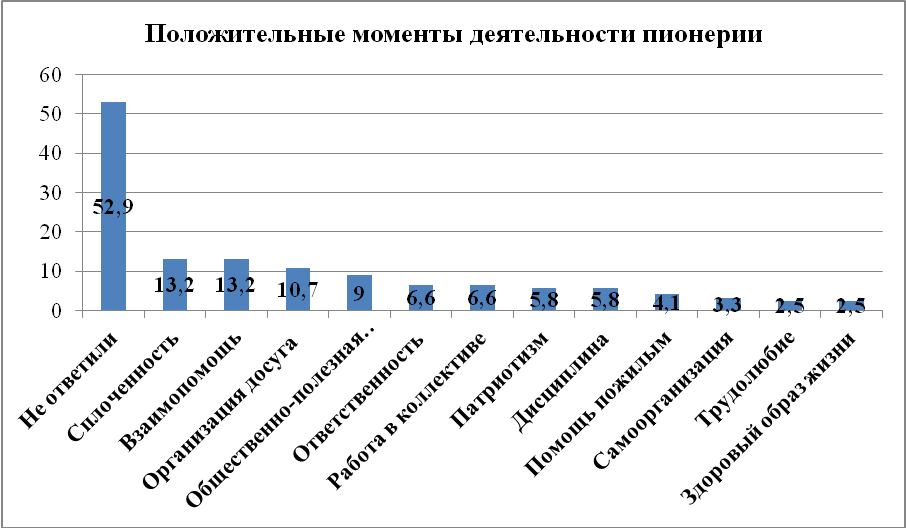 Положительные моменты деятельности пионерии
60
50
40
30
20
10
0
52,9
13,2
13,2
10,7
9
6,6
6,6
5,8
5,8
4,1
3,3
2,5
2,5
Не ответили
Сплоченность
Взаимопомощь
Организация досуга
Общественно-полезная..
Ответственность
Работа в коллективе
Патриотизм
Дисциплина
Помощь пожилым
Самоорганизация
Трудолюбие
Здоровый образ жизни